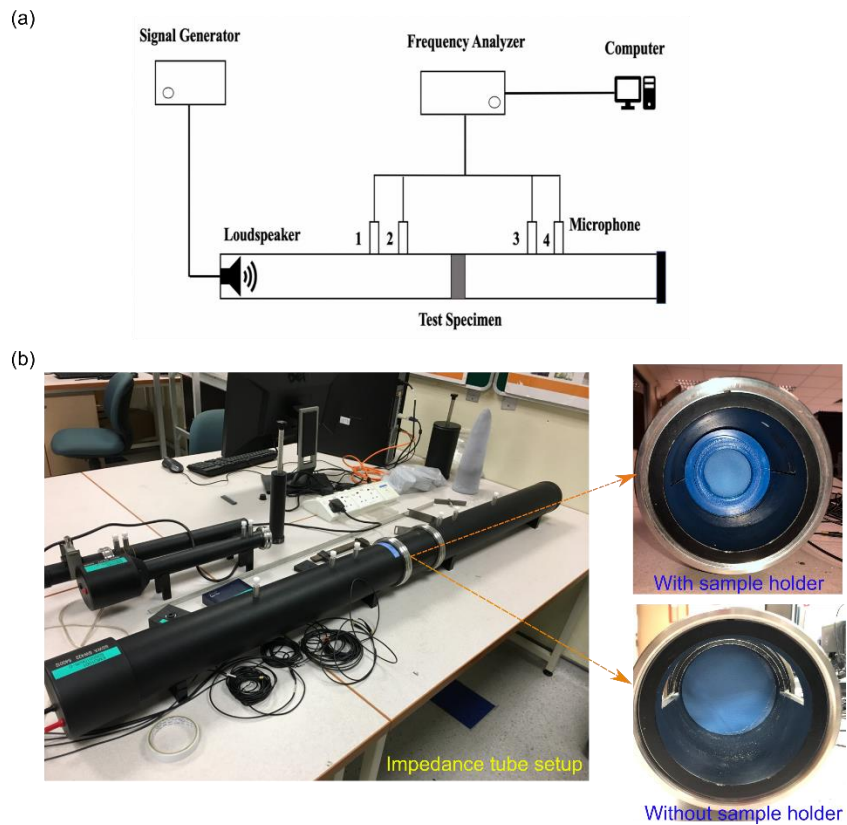 (a)
Signal Generator
Frequency Analyzer
Computer
Loudspeaker
1
2
3
4
Microphone
Test Specimen
(b)
Impedance tube setup
With sample holder
Without sample holder